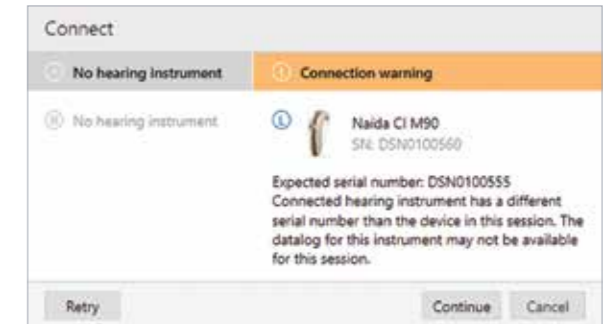 Connect
No hearing instrument
Connection warning
R No hearing instrument
L Naída CI M90
SN: DSN0100560
Expected serial number: DSN0100555
Connected hearing instrument has a different
serial number than the device in this session. The
datalog for this instrument may not be available
for this session.
Retry
Continue
Cancel